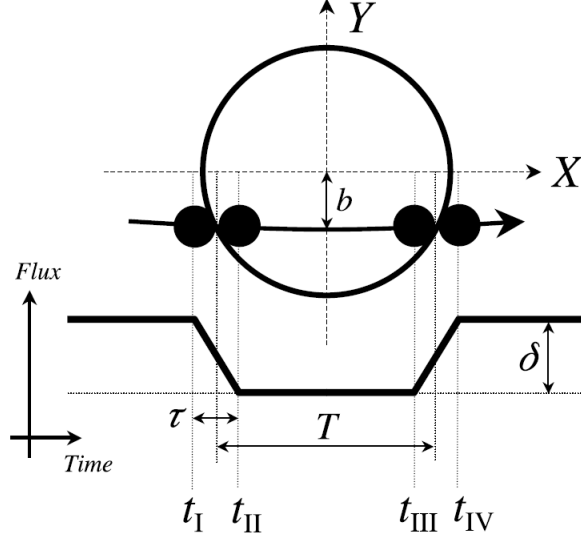 Y
X
b
Flux
δ
τ
T
Time
t_I t_II t_III t_IV